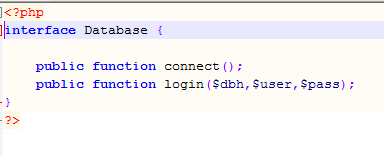 <?php
interface Database {
public function connect();
public function login($dbh,$user,$pass);
}
?>